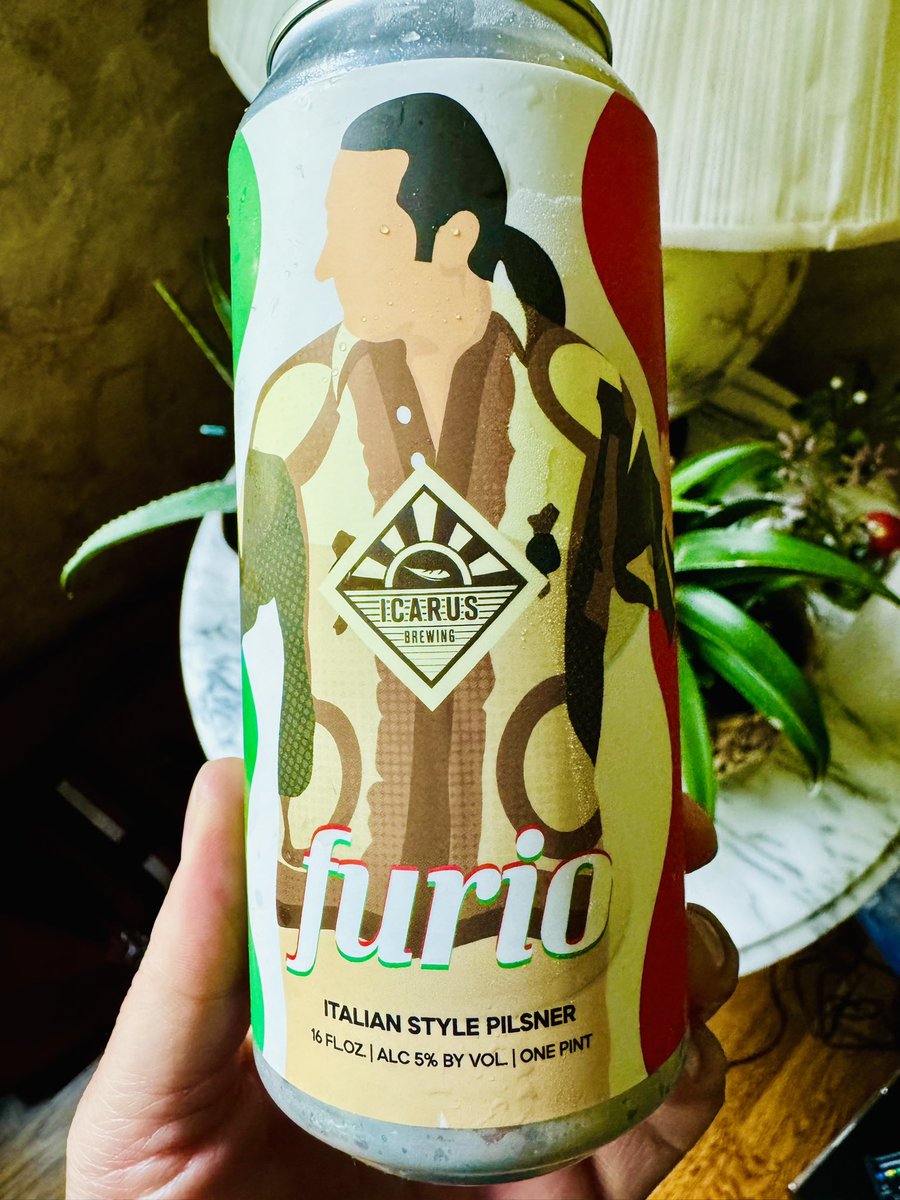 ICARUS
BREWING
furio
ITALIAN STYLE PILSNER
16 FL.OZ. | ALC 5% BY VOL. | ONE PINT